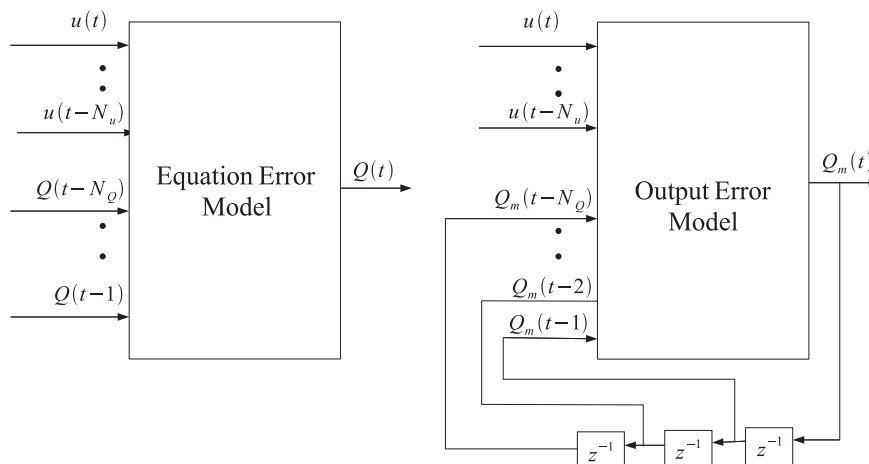 u(t)
u(t−N_u)
Q(t−N_Q)
Q(t−1)
Equation Error
Model
Q(t)
u(t)
u(t−N_u)
Q_m(t−N_Q)
Q_m(t−2)
Q_m(t−1)
Output Error
Model
Q_m(t)
z⁻¹
z⁻¹
z⁻¹